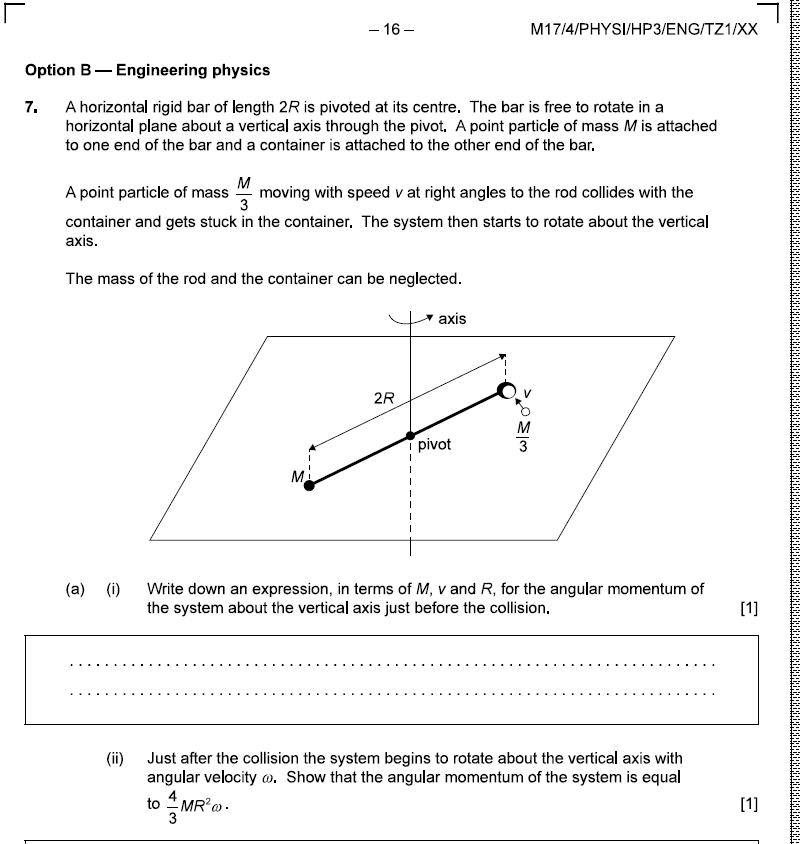 – 16 –
M17/4/PHYSI/HP3/ENG/TZ1/XX
Option B — Engineering physics
7. A horizontal rigid bar of length 2R is pivoted at its centre. The bar is free to rotate in a
horizontal plane about a vertical axis through the pivot. A point particle of mass M is attached
to one end of the bar and a container is attached to the other end of the bar.
A point particle of mass M/3 moving with speed v at right angles to the rod collides with the
container and gets stuck in the container. The system then starts to rotate about the vertical
axis.
The mass of the rod and the container can be neglected.
axis
2R
v
M/3
pivot
M
(a) (i) Write down an expression, in terms of M, v and R, for the angular momentum of
the system about the vertical axis just before the collision. [1]
(ii) Just after the collision the system begins to rotate about the vertical axis with
angular velocity ω. Show that the angular momentum of the system is equal
to 4/3 MR²ω. [1]